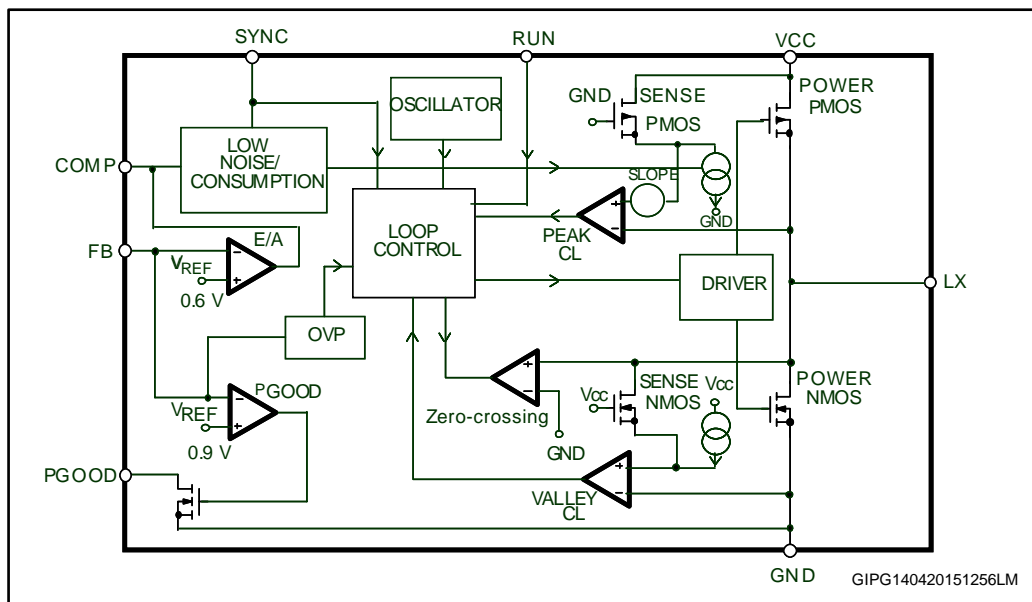 SYNC
RUN
VCC
OSCILLATOR
GND
SENSE
PMOS
POWER
PMOS
COMP
LOW
NOISE/
CONSUMPTION
SLOPE
+
-
GND
PEAK
CL
LOOP
CONTROL
E/A
FB
-
VREF
+
0.6 V
DRIVER
LX
OVP
PGOOD
-
VREF
+
0.9 V
+
-
Zero-crossing
GND
SENSE
NMOS
Vcc
Vcc
POWER
NMOS
PGOOD
+
-
VALLEY
CL
GND
GIPG140420151256LM